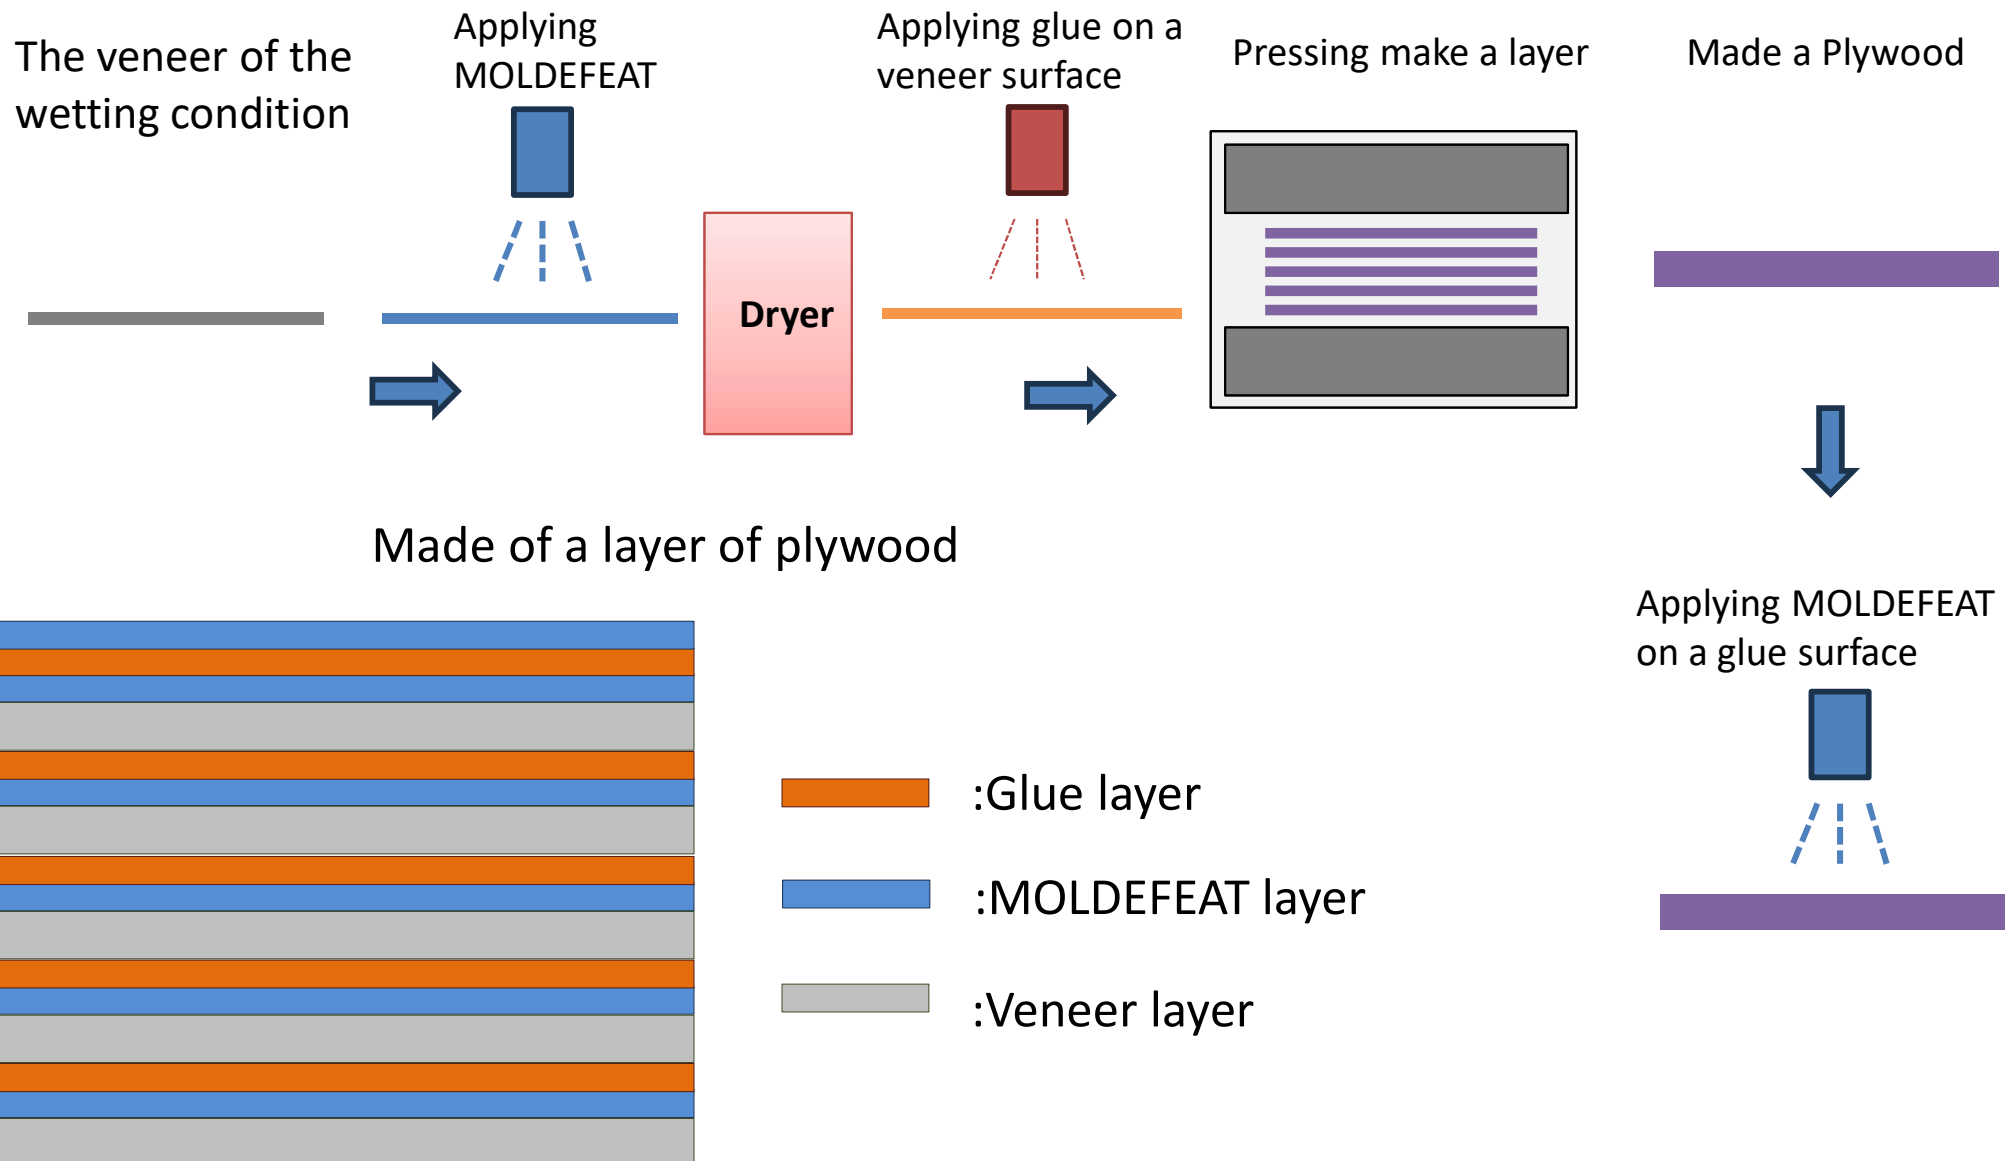 The veneer of the
wetting condition
Applying
MOLDEFEAT
Applying glue on a
veneer surface
Pressing make a layer
Made a Plywood
Dryer
Made of a layer of plywood
Applying MOLDEFEAT
on a glue surface
:Glue layer
:MOLDEFEAT layer
:Veneer layer